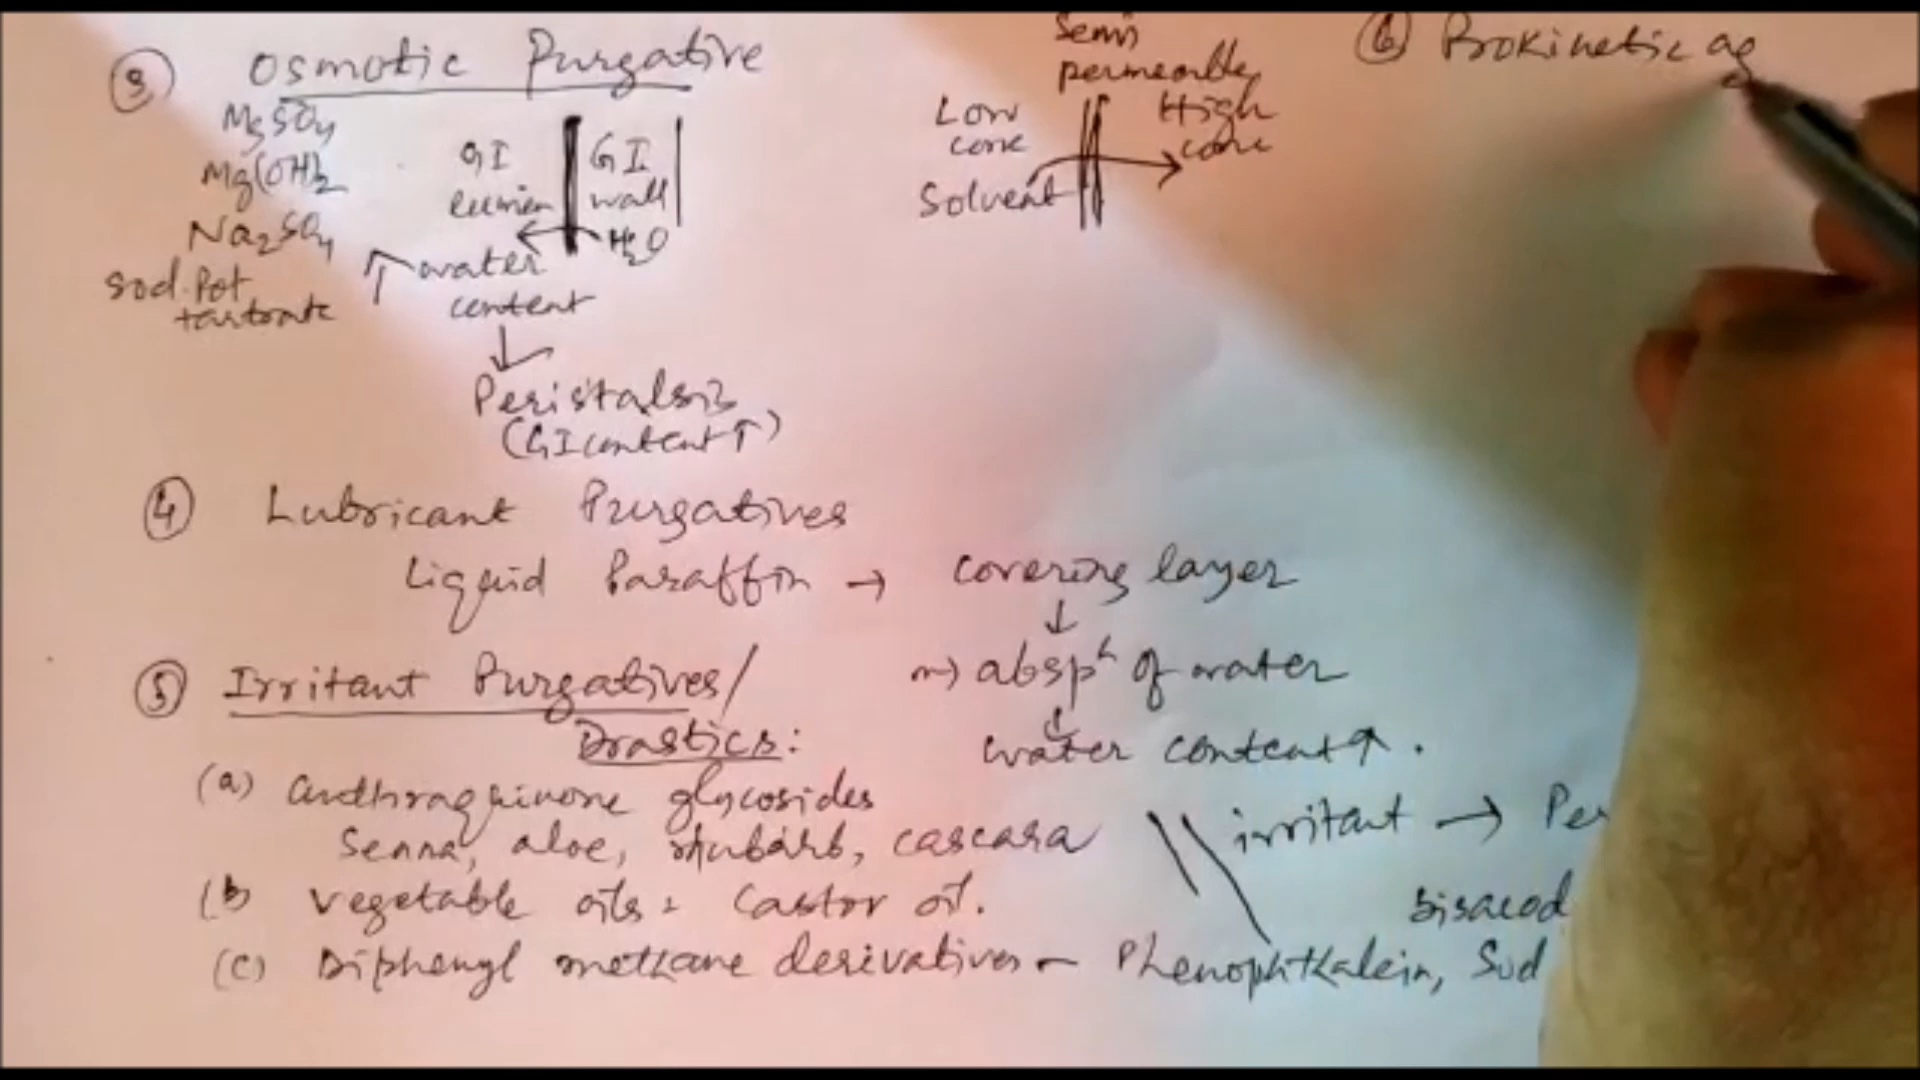 ③ Osmotic Purgative
MgSO4
Mg(OH)2
Na2SO4
Sod. Pot
tartrate
GI
lumen
GI
wall
H2O
↑ water
content
↓
Peristalsis
(GI content ↑)
Semi
permeable
Low
conc
High
conc
Solvent
⑥ Prokinetic ag
④ Lubricant Purgatives
Liquid Paraffin → covering layer
↓
abspⁿ of water
↓
water content ↑ .
⑤ Irritant Purgatives/
Drastics:
(a) anthraquinone glycosides
Senna, aloe, rhubarb, cascara
irritant → Per
(b vegetable oils = Castor oil.
Bisacod
(c) Diphenyl methane derivatives – Phenophthalein, Sod